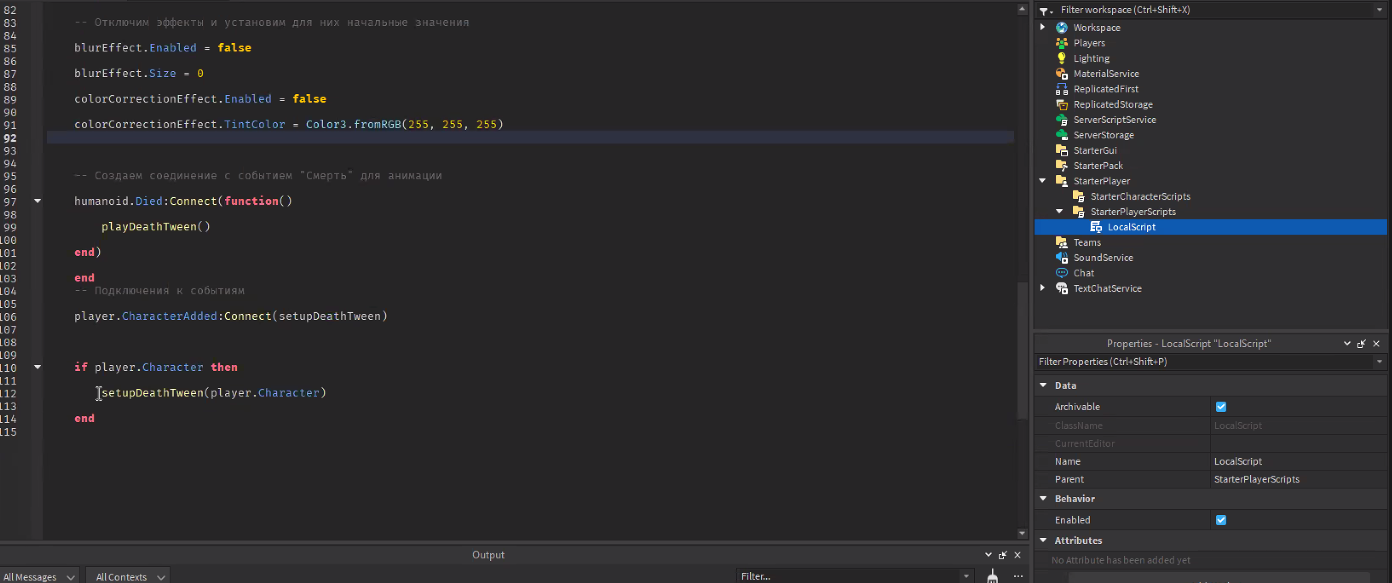 82
83 -- Отключим эффекты и установим для них начальные значения
84
85 blurEffect.Enabled = false
86
87 blurEffect.Size = 0
88
89 colorCorrectionEffect.Enabled = false
90
91 colorCorrectionEffect.TintColor = Color3.fromRGB(255, 255, 255)
92
93
94
95 -- Создаем соединение с событием "Смерть" для анимации
96
97 humanoid.Died:Connect(function()
98
99 playDeathTween()
100
101 end)
102
103 end
104 -- Подключения к событиям
105
106 player.CharacterAdded:Connect(setupDeathTween)
107
108
109
110 if player.Character then
111
112 setupDeathTween(player.Character)
113
114 end
115
Output
All Messages
All Contexts
Filter...
Filter workspace (Ctrl+Shift+X)
Workspace
Players
Lighting
MaterialService
ReplicatedFirst
ReplicatedStorage
ServerScriptService
ServerStorage
StarterGui
StarterPack
StarterPlayer
StarterCharacterScripts
StarterPlayerScripts
LocalScript
Teams
SoundService
Chat
TextChatService
Properties - LocalScript "LocalScript"
Filter Properties (Ctrl+Shift+P)
Data
Archivable
ClassName LocalScript
CurrentEditor
Name LocalScript
Parent StarterPlayerScripts
Behavior
Enabled
Attributes
No Attribute has been added yet